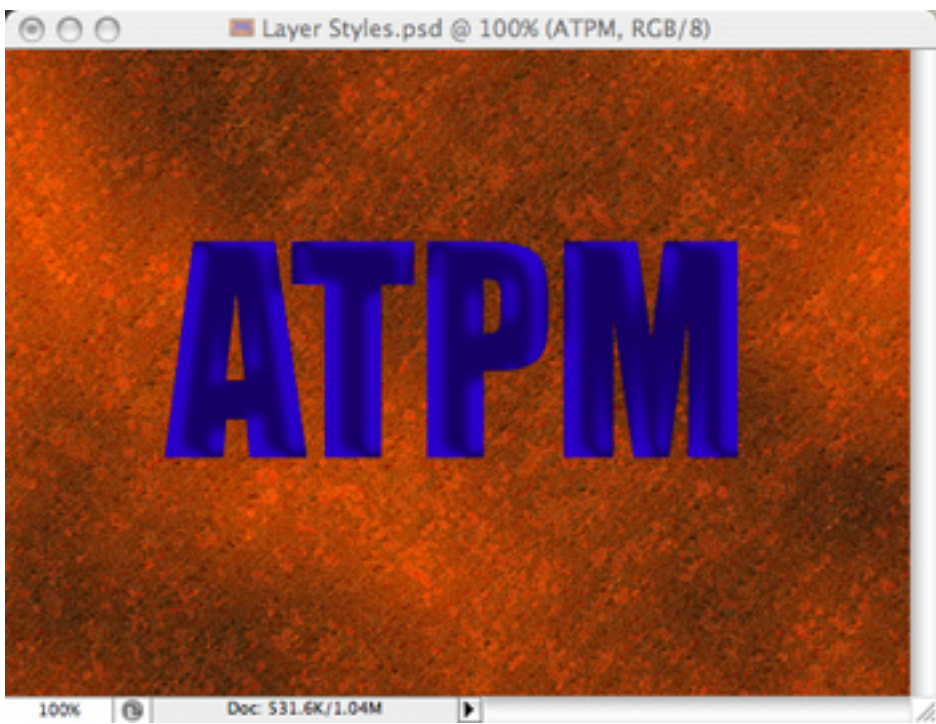 Layer Styles.psd @ 100% (ATPM, RGB/8)
ATPM
100% Doc: 531.6K/1.04M